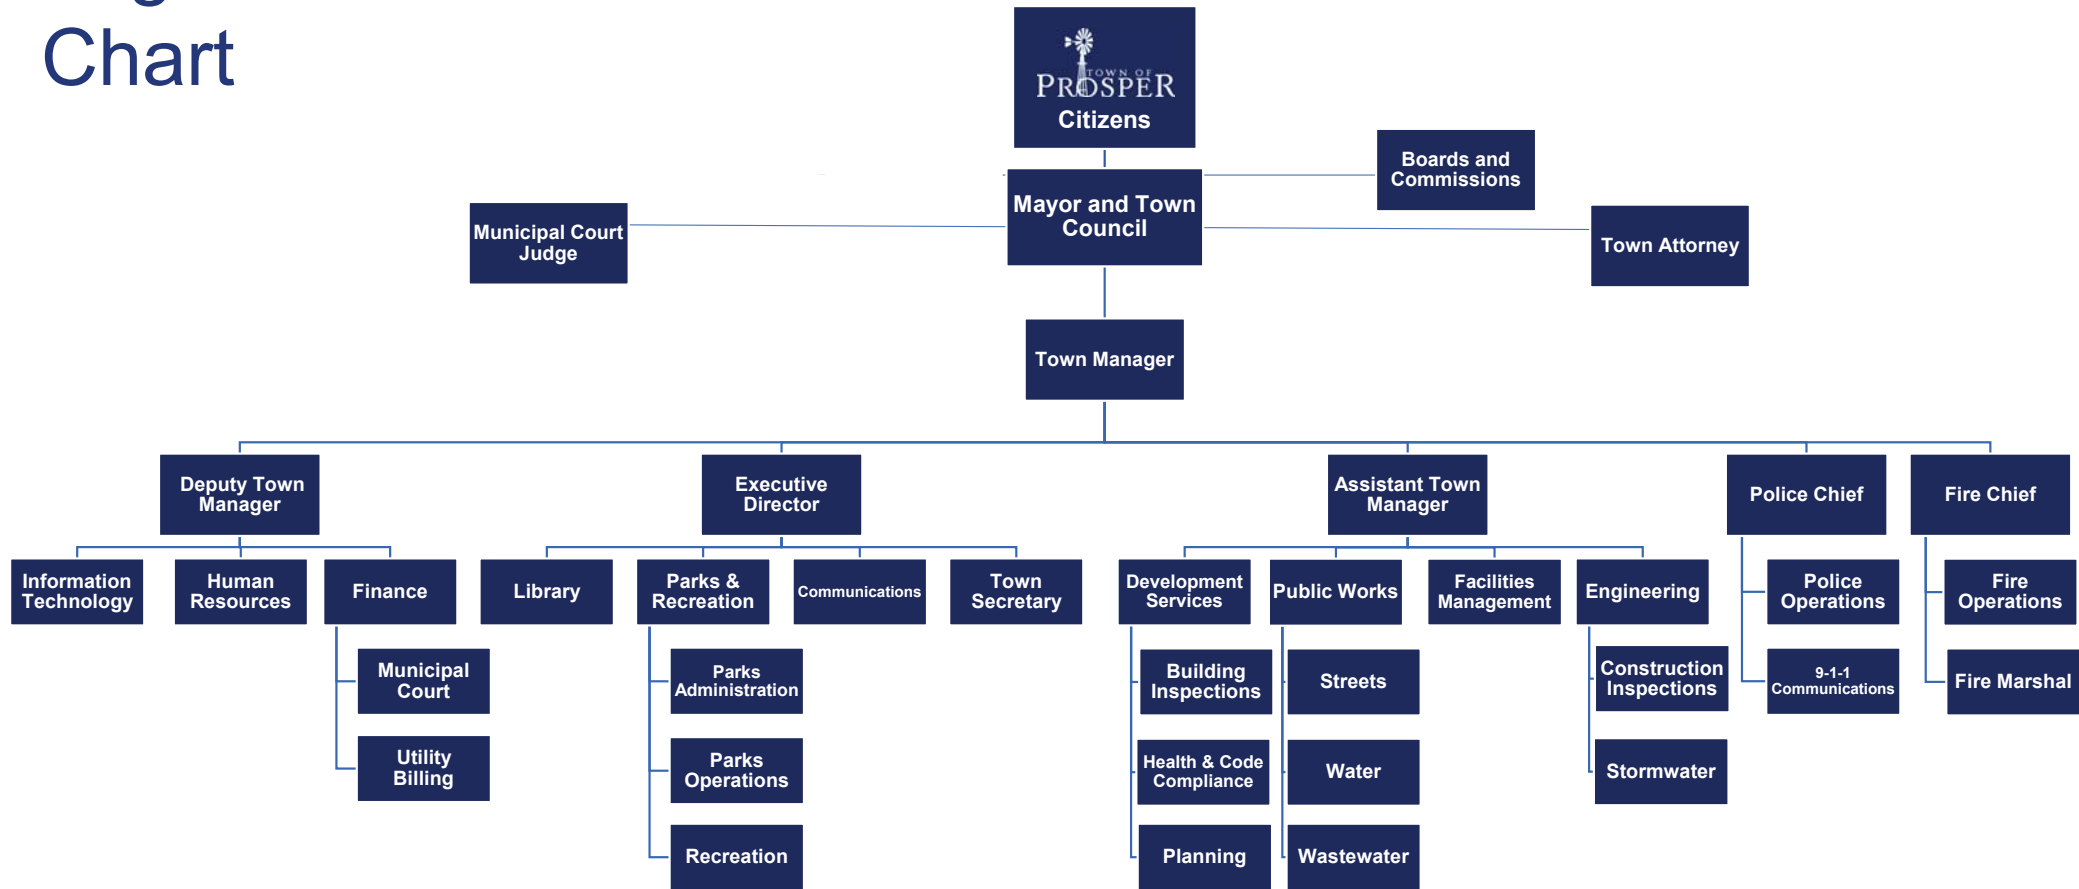 Chart
TOWN OF
PROSPER
Citizens
Boards and
Commissions
Mayor and Town
Council
Municipal Court
Judge
Town Attorney
Town Manager
Deputy Town
Manager
Executive
Director
Assistant Town
Manager
Police Chief
Fire Chief
Information
Technology
Human
Resources
Finance
Library
Parks &
Recreation
Communications
Town
Secretary
Development
Services
Public Works
Facilities
Management
Engineering
Police
Operations
Fire
Operations
Municipal
Court
Parks
Administration
Building
Inspections
Streets
Construction
Inspections
9-1-1
Communications
Fire Marshal
Utility
Billing
Parks
Operations
Health & Code
Compliance
Water
Stormwater
Recreation
Planning
Wastewater